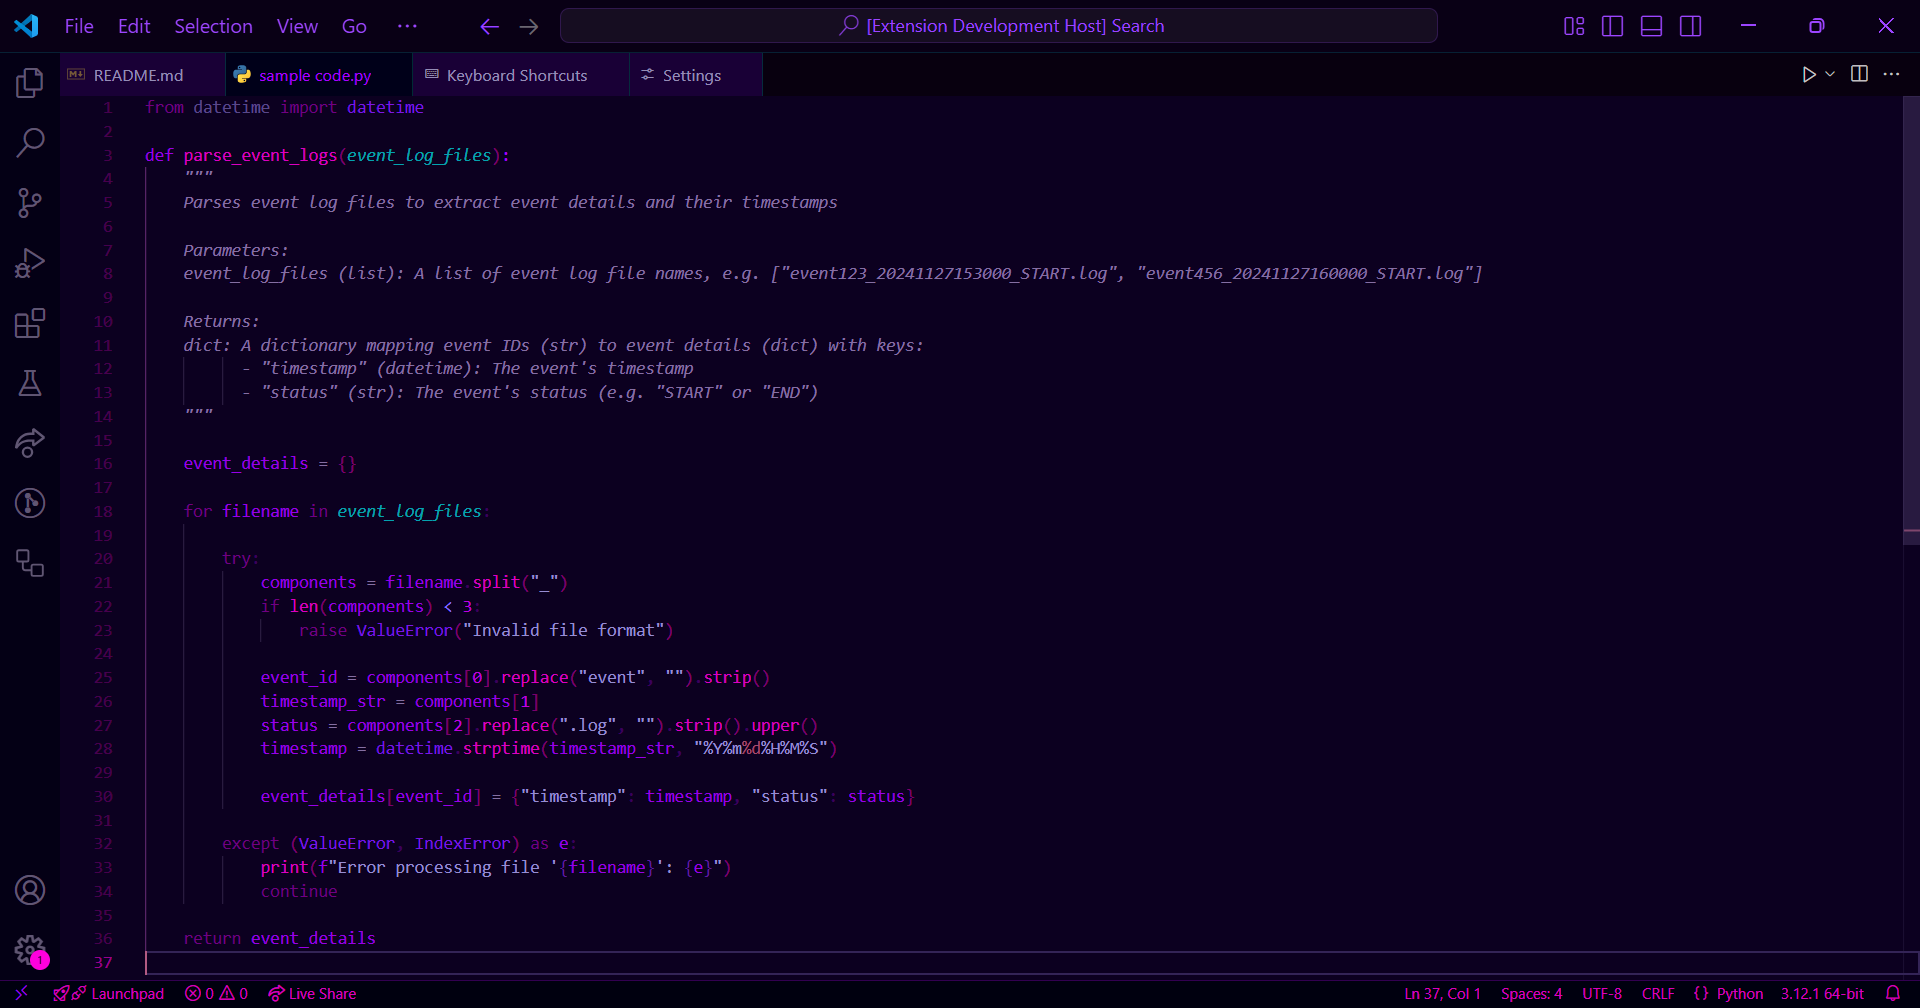 File Edit Selection View Go ··· [Extension Development Host] Search
README.md sample code.py Keyboard Shortcuts Settings
1 from datetime import datetime
2
3 def parse_event_logs(event_log_files):
4 """
5 Parses event log files to extract event details and their timestamps
6
7 Parameters:
8 event_log_files (list): A list of event log file names, e.g. ["event123_20241127153000_START.log", "event456_20241127160000_START.log"]
9
10 Returns:
11 dict: A dictionary mapping event IDs (str) to event details (dict) with keys:
12 - "timestamp" (datetime): The event's timestamp
13 - "status" (str): The event's status (e.g. "START" or "END")
14 """
15
16 event_details = {}
17
18 for filename in event_log_files:
19
20 try:
21 components = filename.split("_")
22 if len(components) < 3:
23 raise ValueError("Invalid file format")
24
25 event_id = components[0].replace("event", "").strip()
26 timestamp_str = components[1]
27 status = components[2].replace(".log", "").strip().upper()
28 timestamp = datetime.strptime(timestamp_str, "%Y%m%d%H%M%S")
29
30 event_details[event_id] = {"timestamp": timestamp, "status": status}
31
32 except (ValueError, IndexError) as e:
33 print(f"Error processing file '{filename}': {e}")
34 continue
35
36 return event_details
37
1
Launchpad 0 0 Live Share Ln 37, Col 1 Spaces: 4 UTF-8 CRLF {} Python 3.12.1 64-bit